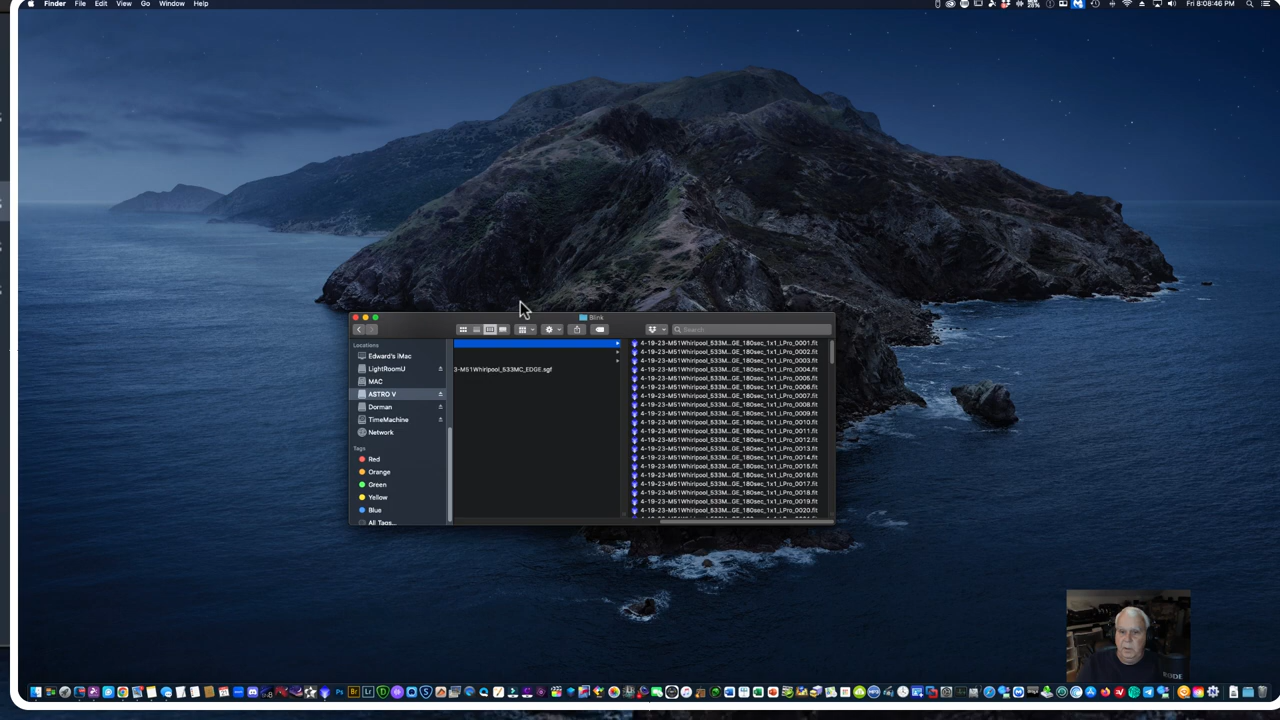 Finder File Edit View Go Window Help
Fri 8:08:46 PM
Blink
Search
Locations
Edward's iMac
LightRoomU
MAC
ASTRO V
Dorman
TimeMachine
Network
Tags
Red
Orange
Green
Yellow
Blue
All Tags...
3-M51Whirlpool_533MC_EDGE.sgf
4-19-23-M51Whirlpool_533M...GE_180sec_1x1_LPro_0001.fit
4-19-23-M51Whirlpool_533M...GE_180sec_1x1_LPro_0002.fit
4-19-23-M51Whirlpool_533M...GE_180sec_1x1_LPro_0003.fit
4-19-23-M51Whirlpool_533M...GE_180sec_1x1_LPro_0004.fit
4-19-23-M51Whirlpool_533M...GE_180sec_1x1_LPro_0005.fit
4-19-23-M51Whirlpool_533M...GE_180sec_1x1_LPro_0006.fit
4-19-23-M51Whirlpool_533M...GE_180sec_1x1_LPro_0007.fit
4-19-23-M51Whirlpool_533M...GE_180sec_1x1_LPro_0008.fit
4-19-23-M51Whirlpool_533M...GE_180sec_1x1_LPro_0009.fit
4-19-23-M51Whirlpool_533M...GE_180sec_1x1_LPro_0010.fit
4-19-23-M51Whirlpool_533M...GE_180sec_1x1_LPro_0011.fit
4-19-23-M51Whirlpool_533M...GE_180sec_1x1_LPro_0012.fit
4-19-23-M51Whirlpool_533M...GE_180sec_1x1_LPro_0013.fit
4-19-23-M51Whirlpool_533M...GE_180sec_1x1_LPro_0014.fit
4-19-23-M51Whirlpool_533M...GE_180sec_1x1_LPro_0015.fit
4-19-23-M51Whirlpool_533M...GE_180sec_1x1_LPro_0016.fit
4-19-23-M51Whirlpool_533M...GE_180sec_1x1_LPro_0017.fit
4-19-23-M51Whirlpool_533M...GE_180sec_1x1_LPro_0018.fit
4-19-23-M51Whirlpool_533M...GE_180sec_1x1_LPro_0019.fit
4-19-23-M51Whirlpool_533M...GE_180sec_1x1_LPro_0020.fit
RODE
Ps Br